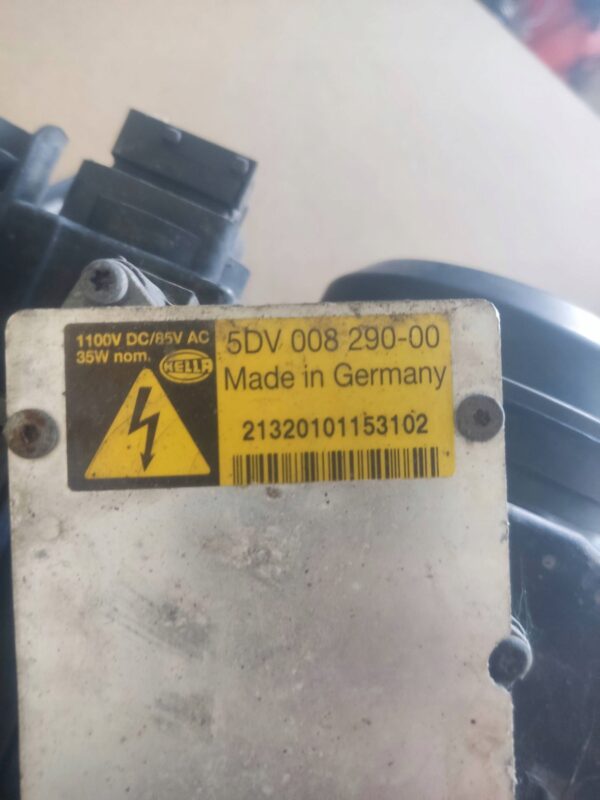 1100V DC/85V AC
35W nom.
HELLA
5DV 008 290-00
Made in Germany
21320101153102